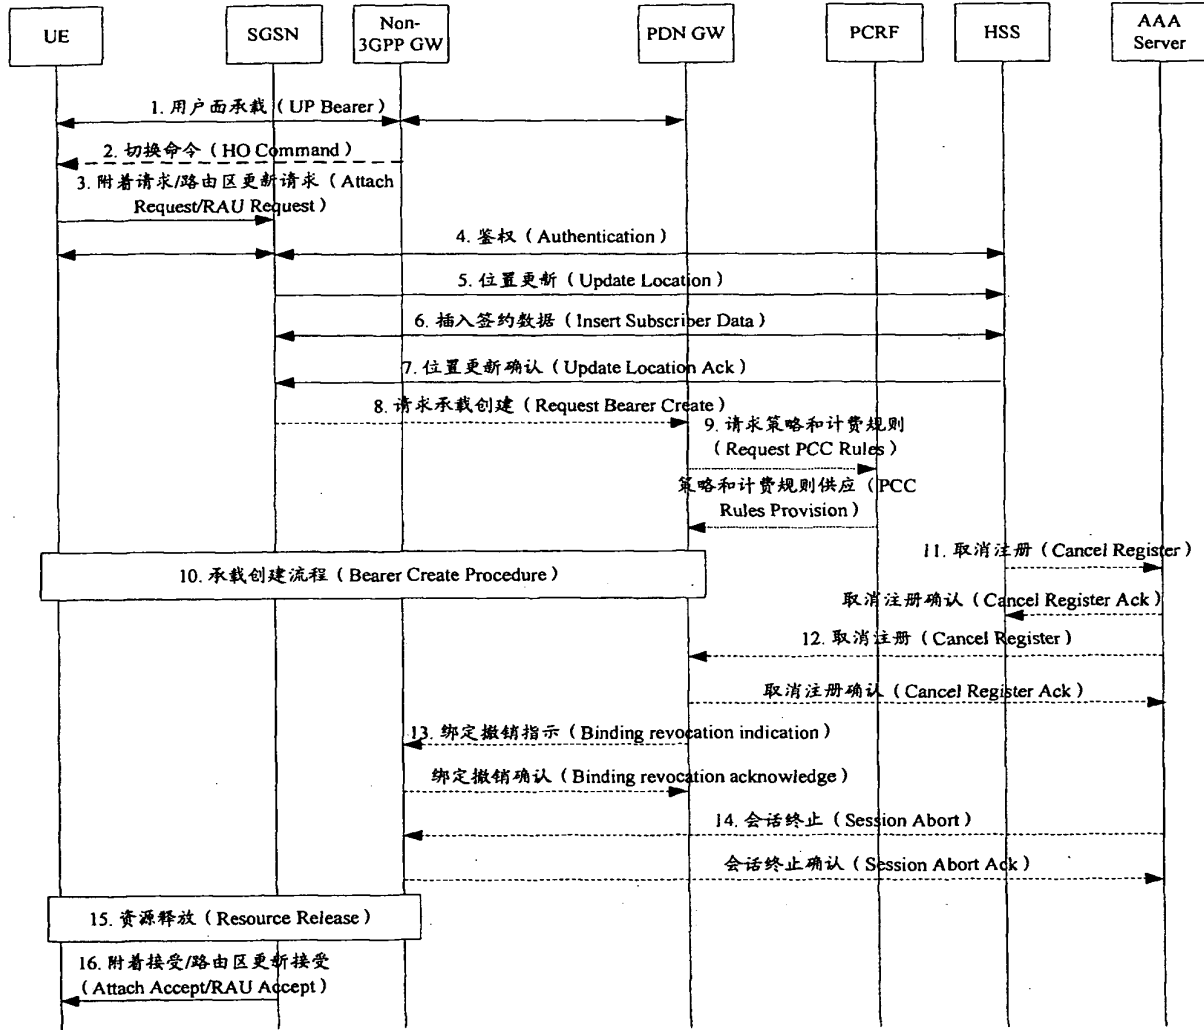 UE
SGSN
Non-
3GPP GW
PDN GW
PCRF
HSS
AAA
Server
1. 用户面承载（UP Bearer）
2. 切换命令（HO Command）
3. 附着请求/路由区更新请求（Attach
Request/RAU Request）
4. 鉴权（Authentication）
5. 位置更新（Update Location）
6. 插入签约数据（Insert Subscriber Data）
7. 位置更新确认（Update Location Ack）
8. 请求承载创建（Request Bearer Create）
9. 请求策略和计费规则
（Request PCC Rules）
策略和计费规则供应（PCC
Rules Provision）
11. 取消注册（Cancel Register）
10. 承载创建流程（Bearer Create Procedure）
取消注册确认（Cancel Register Ack）
12. 取消注册（Cancel Register）
取消注册确认（Cancel Register Ack）
13. 绑定撤销指示（Binding revocation indication）
绑定撤销确认（Binding revocation acknowledge）
14. 会话终止（Session Abort）
会话终止确认（Session Abort Ack）
15. 资源释放（Resource Release）
16. 附着接受/路由区更新接受
（Attach Accept/RAU Accept）